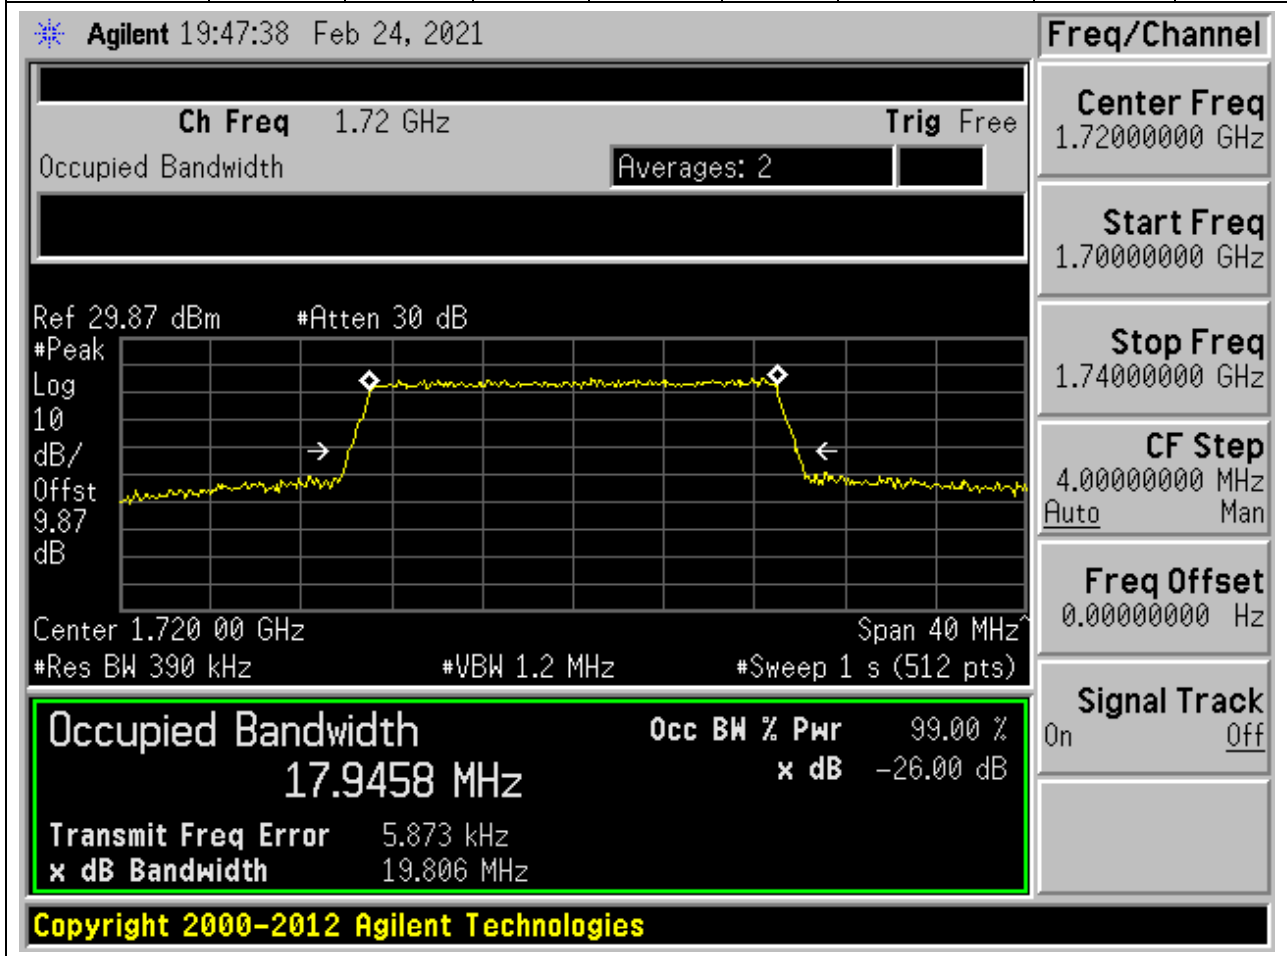 Agilent 19:47:38 Feb 24, 2021
Ch Freq 1.72 GHz Trig Free
Occupied Bandwidth Averages: 2
Ref 29.87 dBm #Atten 30 dB
#Peak
Log
10
dB/
Offst
9.87
dB
Center 1.720 00 GHz Span 40 MHz^
#Res BW 390 kHz #VBW 1.2 MHz #Sweep 1 s (512 pts)
Occupied Bandwidth Occ BW % Pwr 99.00 %
17.9458 MHz x dB -26.00 dB
Transmit Freq Error 5.873 kHz
x dB Bandwidth 19.806 MHz
Copyright 2000-2012 Agilent Technologies
Freq/Channel
Center Freq
1.72000000 GHz
Start Freq
1.70000000 GHz
Stop Freq
1.74000000 GHz
CF Step
4.00000000 MHz
Auto Man
Freq Offset
0.00000000 Hz
Signal Track
On Off